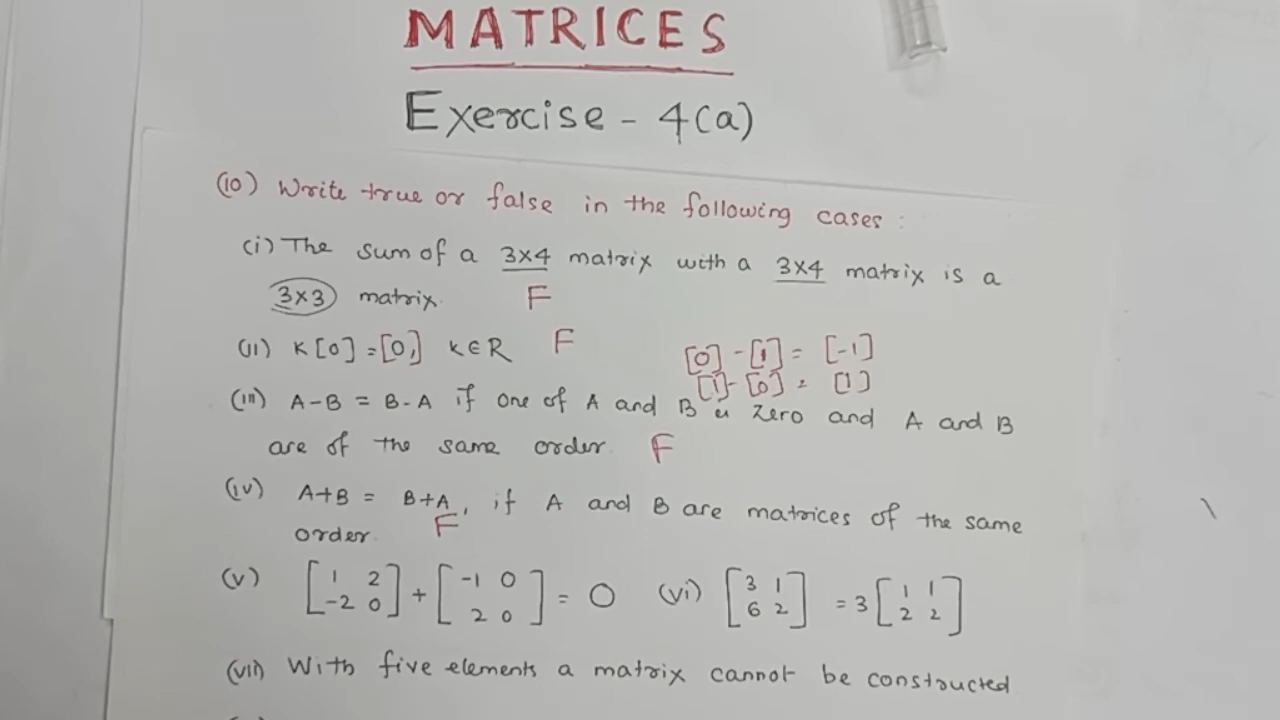 MATRICES
Exercise - 4(a)
(10) Write true or false in the following cases :
(i) The sum of a 3×4 matrix with a 3×4 matrix is a
3×3 matrix. F
(ii) K[0] = [0,] K∈R F
[0] - [1] = [-1]
[1] - [0] = [1]
(iii) A-B = B-A if one of A and B is zero and A and B
are of the same order. F
(iv) A+B = B+A, if A and B are matrices of the same
order. F
(v) [1 2 -2 0] + [-1 0 2 0] = 0 (vi) [3 1 6 2] = 3 [1 1 2 2]
(vii) With five elements a matrix cannot be constructed